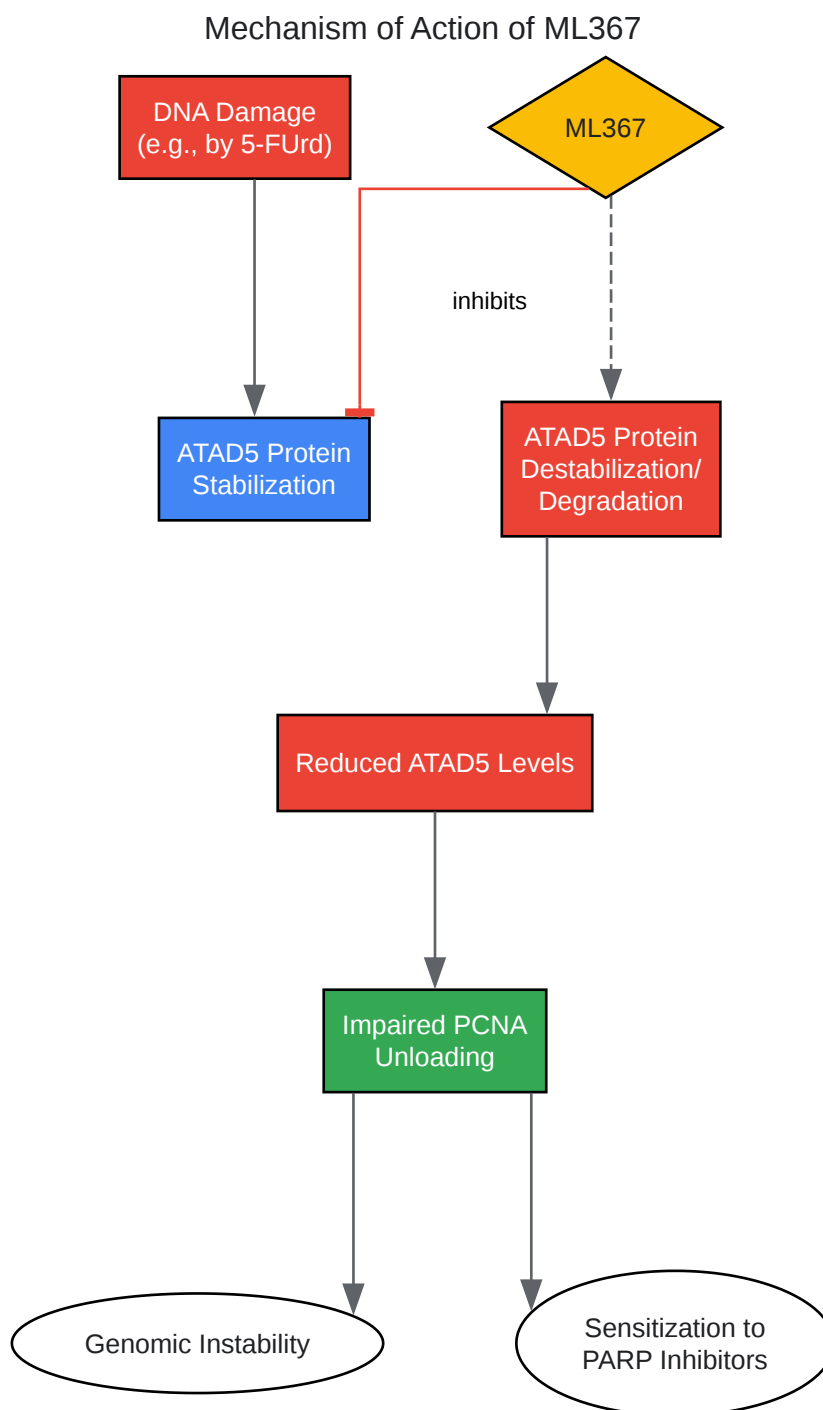 Mechanism of Action of ML367
DNA Damage
(e.g., by 5-FUrd)
ML367
inhibits
ATAD5 Protein
Stabilization
ATAD5 Protein
Destabilization/
Degradation
Reduced ATAD5 Levels
Impaired PCNA
Unloading
Genomic Instability
Sensitization to
PARP Inhibitors